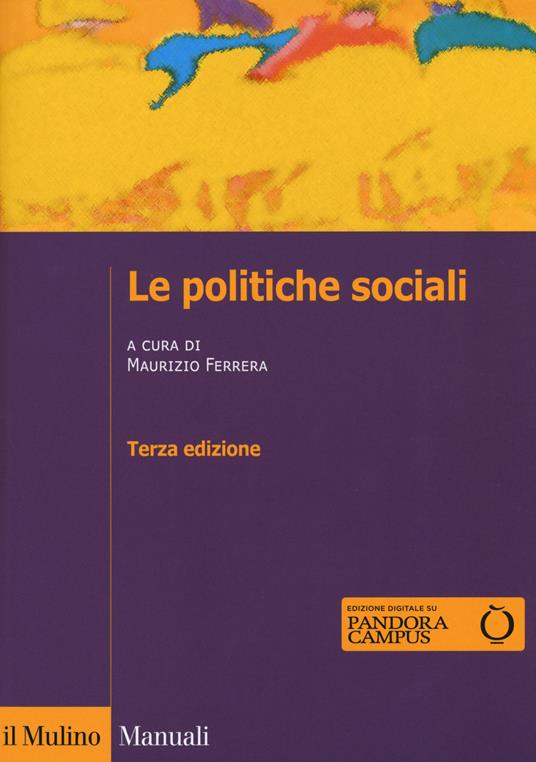 Le politiche sociali
A CURA DI
MAURIZIO FERRERA
Terza edizione
EDIZIONE DIGITALE SU
PANDORA
CAMPUS
il Mulino
Manuali